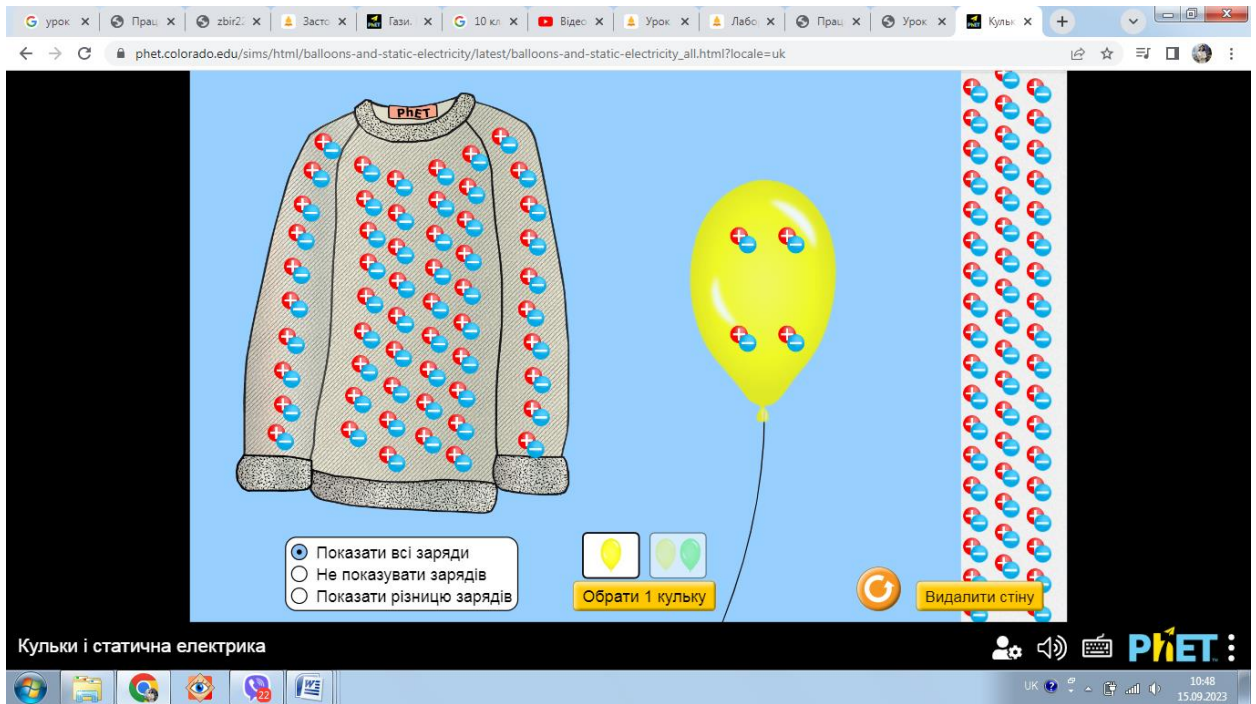 урок
Прац
zbir2
Засто
Гази.
10 кл
Відео
Урок
Лабо
Прац
Урок
Кульк
phet.colorado.edu/sims/html/balloons-and-static-electricity/latest/balloons-and-static-electricity_all.html?locale=uk
PhET
Показати всі заряди
Не показувати зарядів
Показати різницю зарядів
Обрати 1 кульку
Видалити стіну
Кульки і статична електрика
PhET
22
UK
10:48
15.09.2023